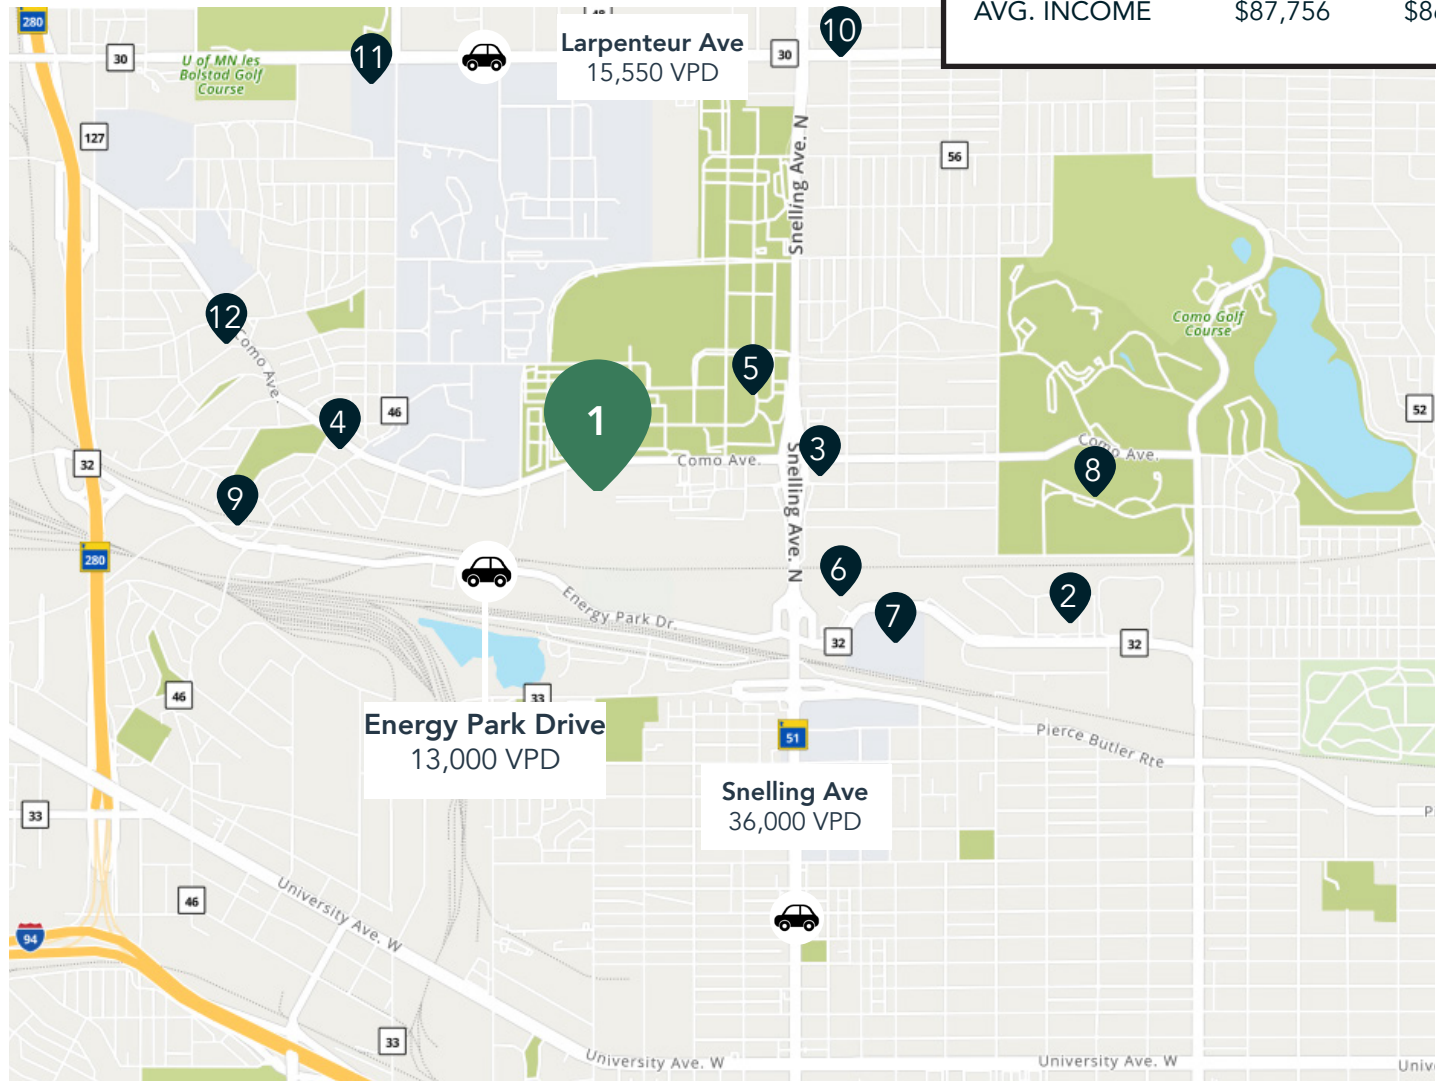 280
30
U of MN les
Bolstad Golf
Course
11
Larpenteur Ave
15,550 VPD
30
10
AVG. INCOME $87,756
127
56
Snelling Ave. N
12
Como Ave.
Como Golf
Course
5
1
4
46
52
3
Como Ave.
Como Ave.
8
32
9
Snelling Ave. N
280
6
2
7
Energy Park Dr.
32
32
46
33
Energy Park Drive
13,000 VPD
51
Pierce Butler Rte
Snelling Ave
36,000 VPD
33
46
University Ave. W
94
33
University Ave. W
University Ave. W